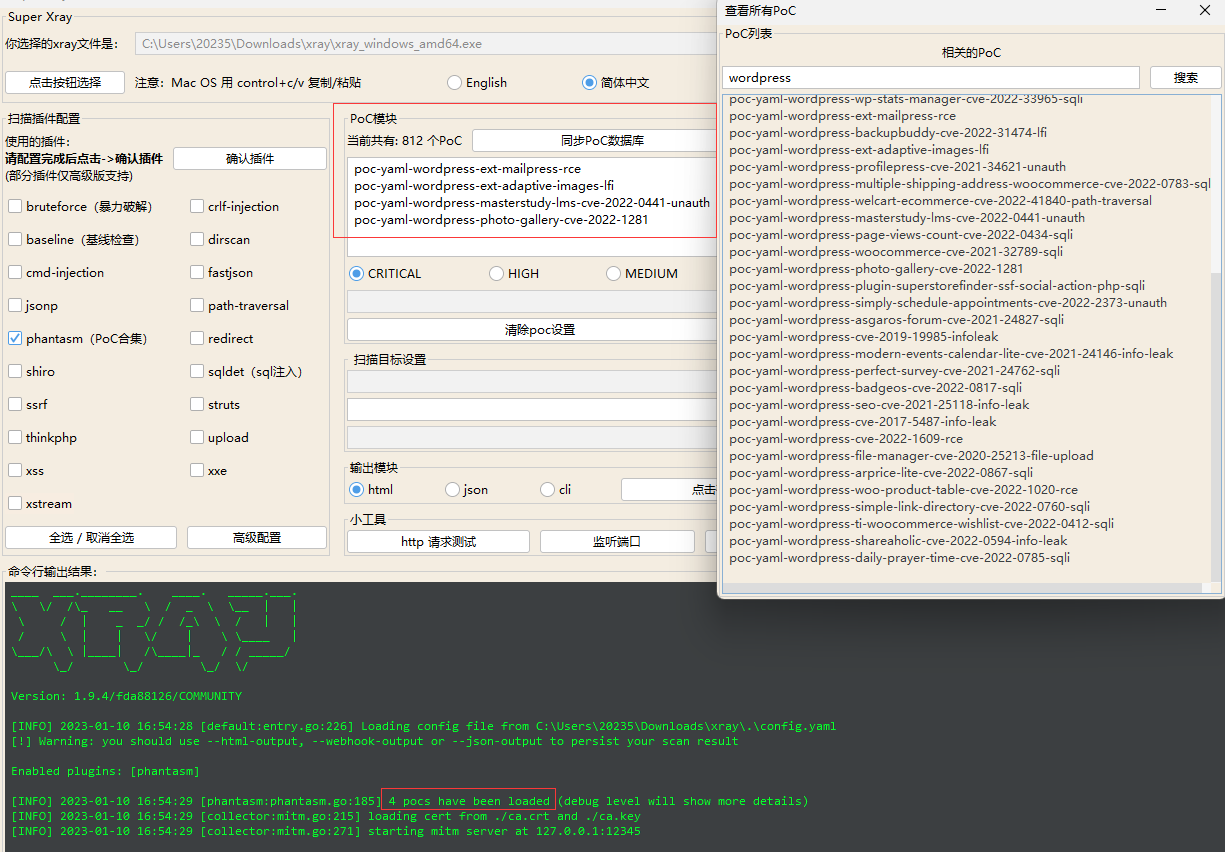 Super Xray
你选择的xray文件是：
C:\Users\20235\Downloads\xray\xray_windows_amd64.exe
点击按钮选择
注意：Mac OS 用 control+c/v 复制/粘贴
English
简体中文
扫描插件配置
使用的插件：
请配置完成后点击->确认插件
(部分插件仅高级版支持)
确认插件
bruteforce（暴力破解）
crlf-injection
baseline（基线检查）
dirscan
cmd-injection
fastjson
jsonp
path-traversal
phantasm（PoC合集）
redirect
shiro
sqldet（sql注入）
ssrf
struts
thinkphp
upload
xss
xxe
xstream
全选 / 取消全选
高级配置
PoC模块
当前共有: 812 个PoC
同步PoC数据库
poc-yaml-wordpress-ext-mailpress-rce
poc-yaml-wordpress-ext-adaptive-images-lfi
poc-yaml-wordpress-masterstudy-lms-cve-2022-0441-unauth
poc-yaml-wordpress-photo-gallery-cve-2022-1281
CRITICAL
HIGH
MEDIUM
清除poc设置
扫描目标设置
输出模块
html
json
cli
点击
小工具
http 请求测试
监听端口
查看所有PoC
PoC列表
相关的PoC
wordpress
搜索
poc-yaml-wordpress-wp-stats-manager-cve-2022-33965-sqli
poc-yaml-wordpress-ext-mailpress-rce
poc-yaml-wordpress-backupbuddy-cve-2022-31474-lfi
poc-yaml-wordpress-ext-adaptive-images-lfi
poc-yaml-wordpress-profilepress-cve-2021-34621-unauth
poc-yaml-wordpress-multiple-shipping-address-woocommerce-cve-2022-0783-sql
poc-yaml-wordpress-welcart-ecommerce-cve-2022-41840-path-traversal
poc-yaml-wordpress-masterstudy-lms-cve-2022-0441-unauth
poc-yaml-wordpress-page-views-count-cve-2022-0434-sqli
poc-yaml-wordpress-woocommerce-cve-2021-32789-sqli
poc-yaml-wordpress-photo-gallery-cve-2022-1281
poc-yaml-wordpress-plugin-superstorefinder-ssf-social-action-php-sqli
poc-yaml-wordpress-simply-schedule-appointments-cve-2022-2373-unauth
poc-yaml-wordpress-asgaros-forum-cve-2021-24827-sqli
poc-yaml-wordpress-cve-2019-19985-infoleak
poc-yaml-wordpress-modern-events-calendar-lite-cve-2021-24146-info-leak
poc-yaml-wordpress-perfect-survey-cve-2021-24762-sqli
poc-yaml-wordpress-badgeos-cve-2022-0817-sqli
poc-yaml-wordpress-seo-cve-2021-25118-info-leak
poc-yaml-wordpress-cve-2017-5487-info-leak
poc-yaml-wordpress-cve-2022-1609-rce
poc-yaml-wordpress-file-manager-cve-2020-25213-file-upload
poc-yaml-wordpress-arprice-lite-cve-2022-0867-sqli
poc-yaml-wordpress-woo-product-table-cve-2022-1020-rce
poc-yaml-wordpress-simple-link-directory-cve-2022-0760-sqli
poc-yaml-wordpress-ti-woocommerce-wishlist-cve-2022-0412-sqli
poc-yaml-wordpress-shareaholic-cve-2022-0594-info-leak
poc-yaml-wordpress-daily-prayer-time-cve-2022-0785-sqli
命令行输出结果：
XRAY
Version: 1.9.4/fda88126/COMMUNITY
[INFO] 2023-01-10 16:54:28 [default:entry.go:226] Loading config file from C:\Users\20235\Downloads\xray\.\config.yaml
[!] Warning: you should use --html-output, --webhook-output or --json-output to persist your scan result
Enabled plugins: [phantasm]
[INFO] 2023-01-10 16:54:29 [phantasm:phantasm.go:185] 4 pocs have been loaded (debug level will show more details)
[INFO] 2023-01-10 16:54:29 [collector:mitm.go:215] loading cert from ./ca.crt and ./ca.key
[INFO] 2023-01-10 16:54:29 [collector:mitm.go:271] starting mitm server at 127.0.0.1:12345